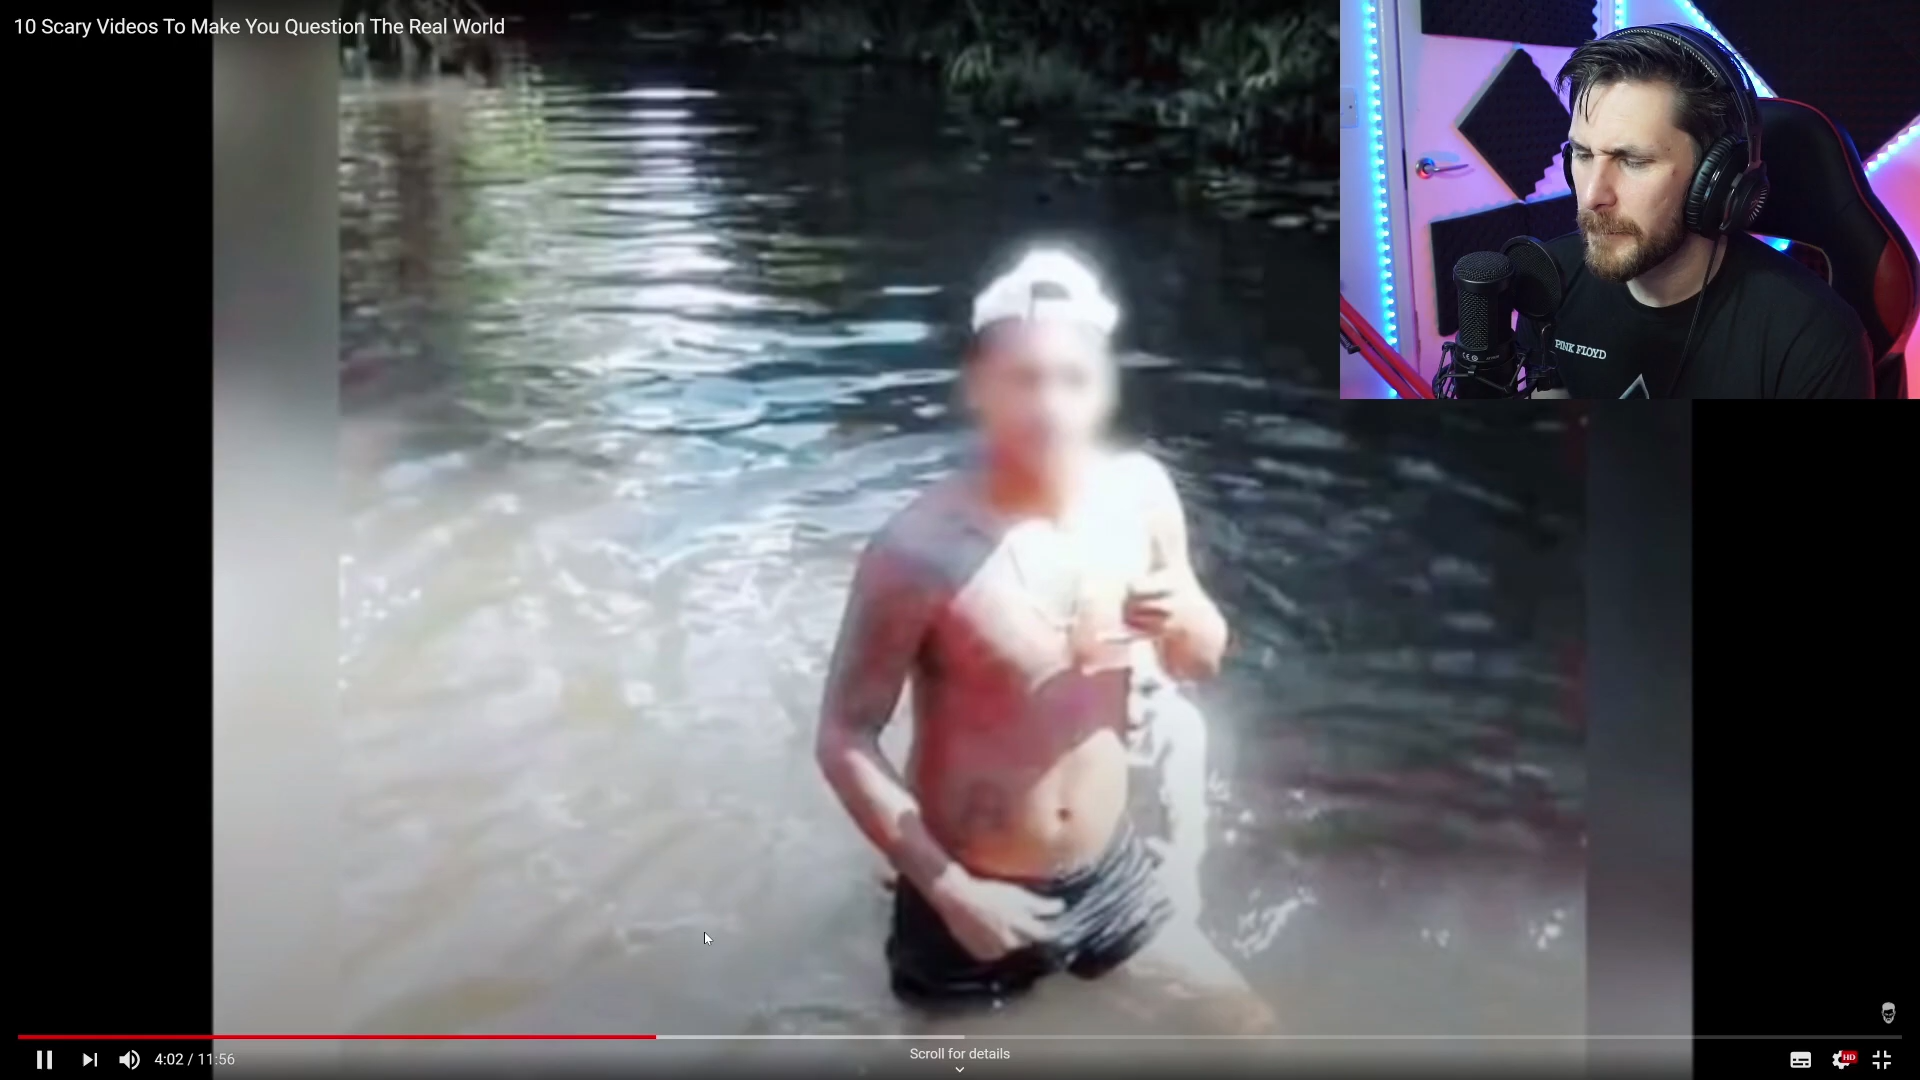 10 Scary Videos To Make You Question The Real World
PINK FLOYD
4:02 / 11:56
HD
Scroll for details